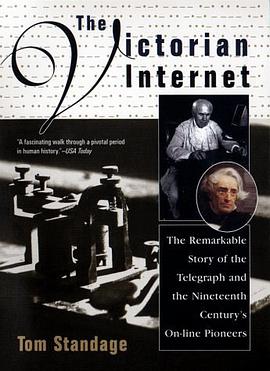 The
Victorian
Internet
"A fascinating walk through a pivotal period
in human history."—USA Today
The Remarkable
Story of the
Telegraph and
the Nineteenth
Century's
On-line Pioneers
Tom Standage